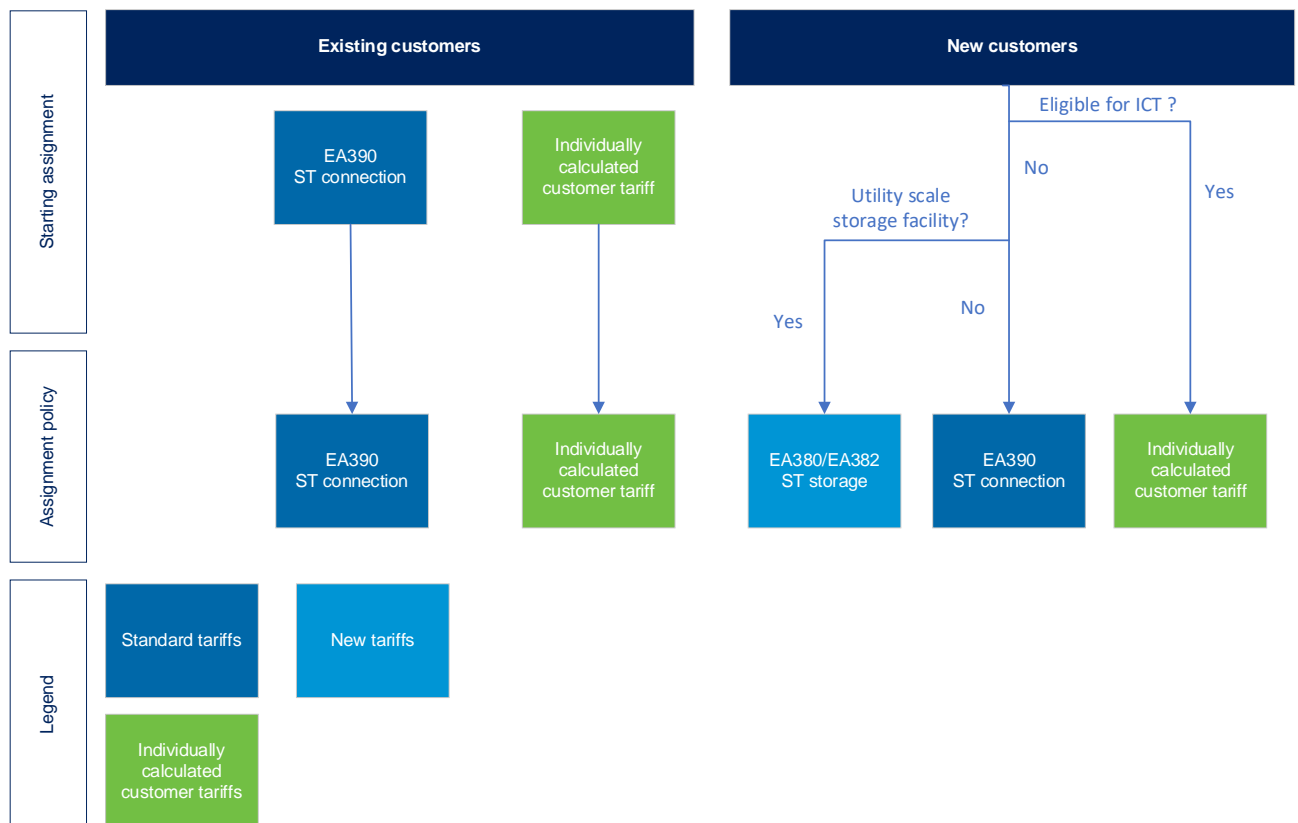 Existing customers
New customers
Starting assignment
EA390
ST connection
Individually
calculated
customer tariff
Eligible for ICT ?
No
Yes
Utility scale
storage facility?
Yes
No
Assignment policy
EA390
ST connection
Individually
calculated
customer tariff
EA380/EA382
ST storage
EA390
ST connection
Individually
calculated
customer tariff
Legend
Standard tariffs
New tariffs
Individually
calculated
customer tariffs